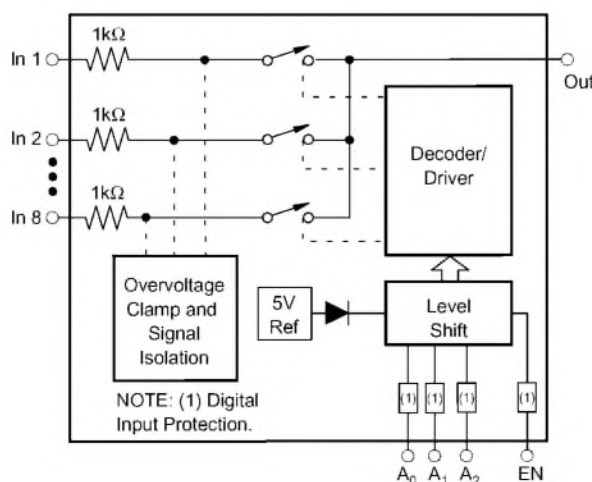 1kΩ
In 1
Out
1kΩ
In 2
Decoder/
Driver
1kΩ
In 8
Overvoltage
Clamp and
Signal
Isolation
5V
Ref
Level
Shift
NOTE: (1) Digital
Input Protection.
(1)
(1)
(1)
(1)
A₀
A₁
A₂
EN